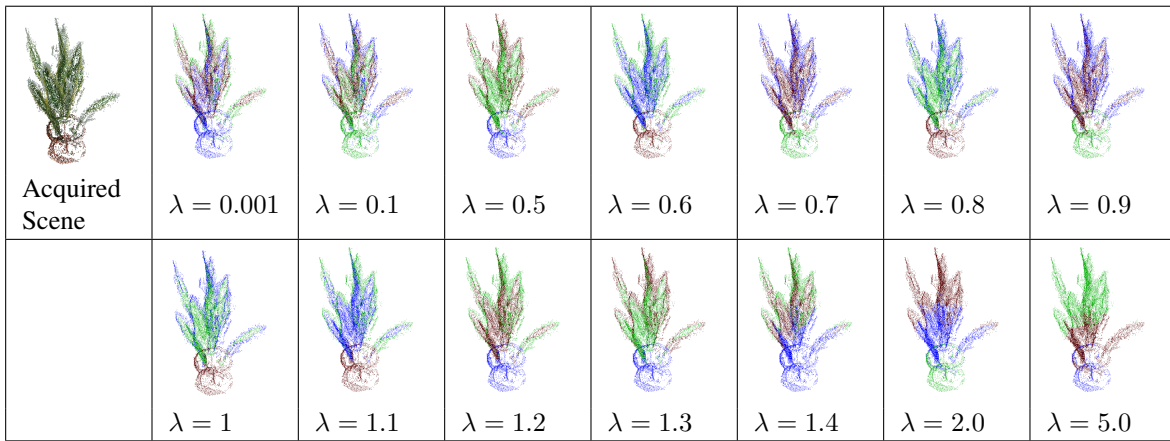 Acquired
Scene
λ = 0.001
λ = 0.1
λ = 0.5
λ = 0.6
λ = 0.7
λ = 0.8
λ = 0.9
λ = 1
λ = 1.1
λ = 1.2
λ = 1.3
λ = 1.4
λ = 2.0
λ = 5.0